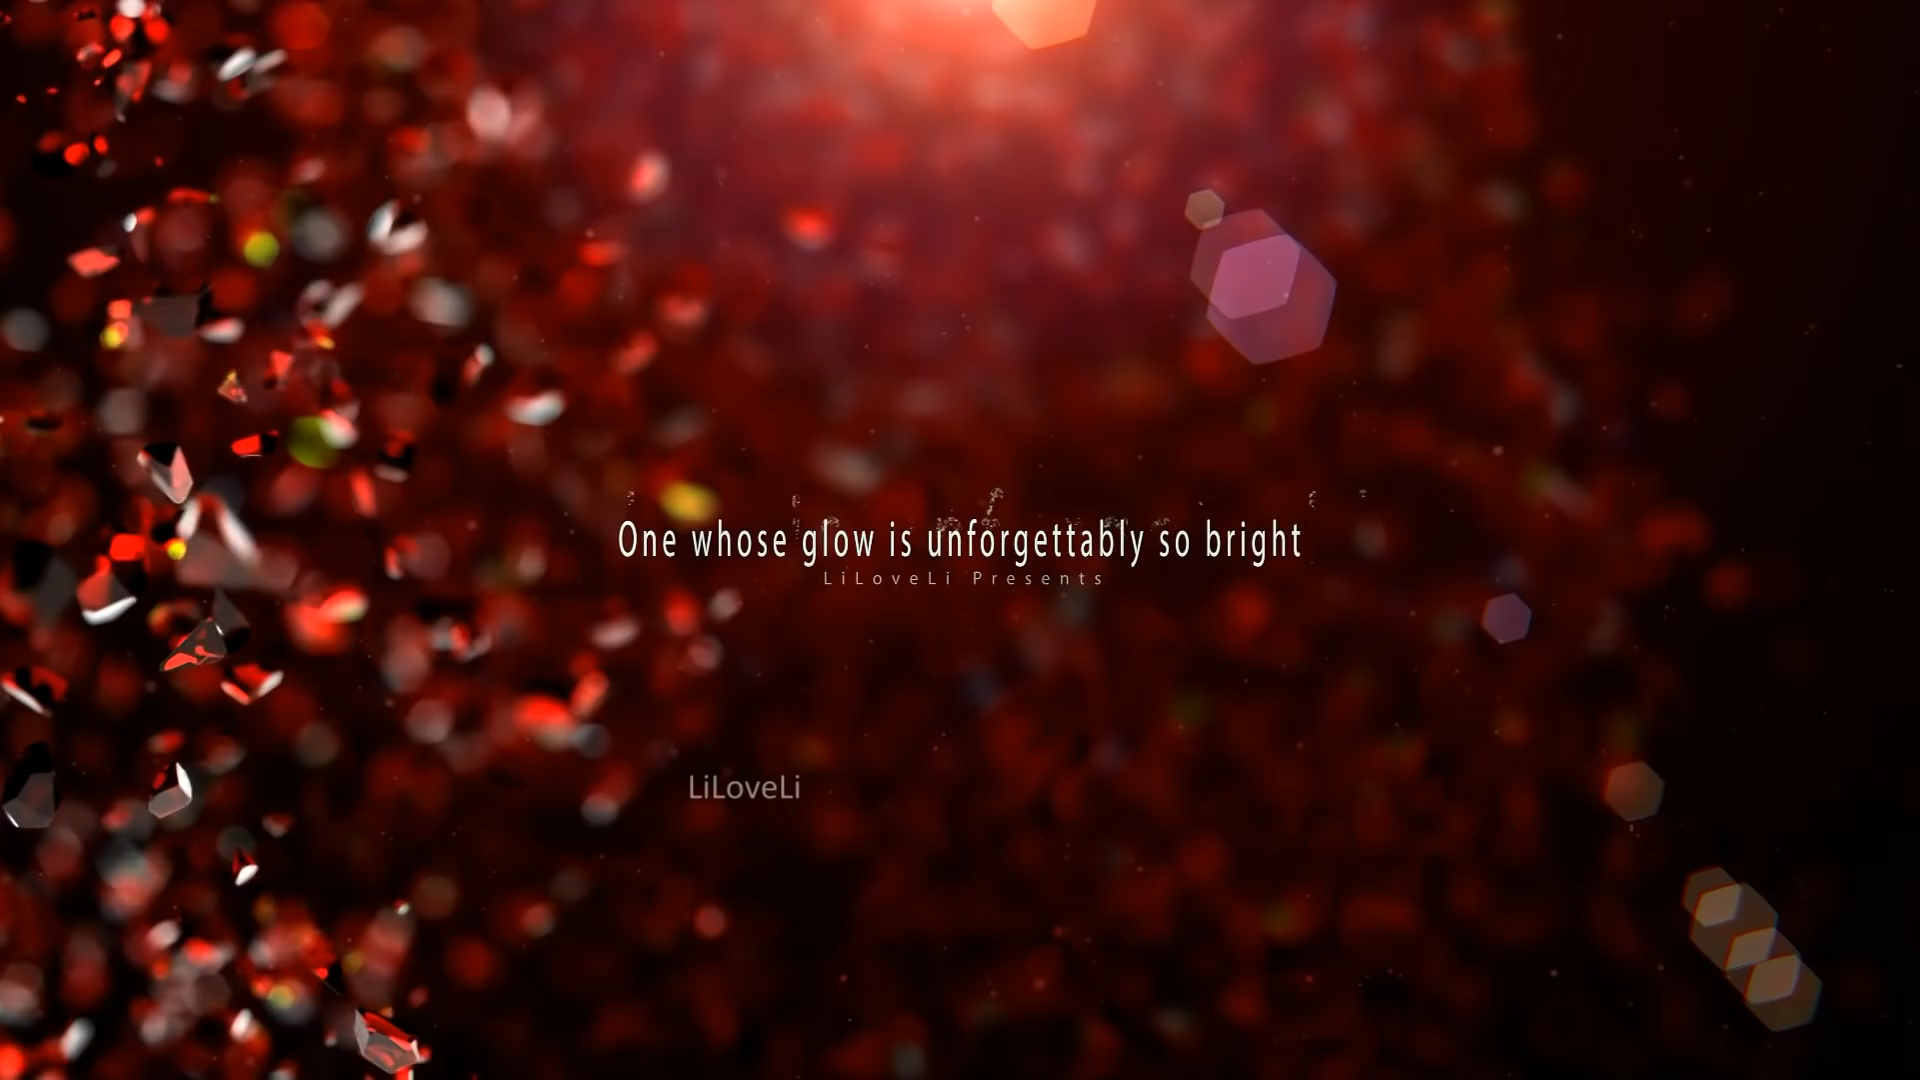 One whose glow is unforgettably so bright
LiLoveLi Presents
LiLoveLi